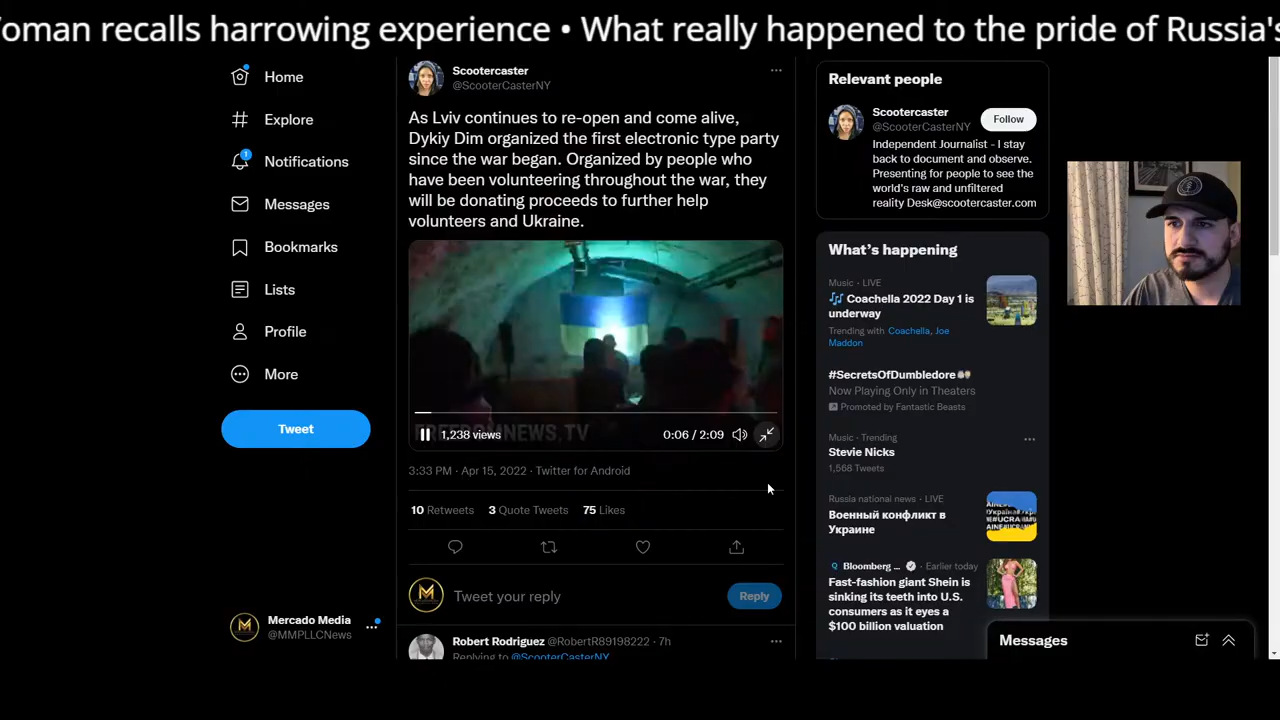 oman recalls harrowing experience • What really happened to the pride of Russia's
Home
Explore
1
Notifications
Messages
Bookmarks
Lists
Profile
More
Tweet
Mercado Media
@MMPLLCNews
Scootercaster
@ScooterCasterNY
As Lviv continues to re-open and come alive,
Dykiy Dim organized the first electronic type party
since the war began. Organized by people who
have been volunteering throughout the war, they
will be donating proceeds to further help
volunteers and Ukraine.
FREEDOMNEWS.TV
1,238 views
0:06 / 2:09
3:33 PM · Apr 15, 2022 · Twitter for Android
10 Retweets 3 Quote Tweets 75 Likes
Tweet your reply
Reply
Robert Rodriguez @RobertR89198222 · 7h
Replying to @ScooterCasterNY
Relevant people
Scootercaster
@ScooterCasterNY
Follow
Independent Journalist - I stay
back to document and observe.
Presenting for people to see the
world's raw and unfiltered
reality Desk@scootercaster.com
What's happening
Music · LIVE
🎶 Coachella 2022 Day 1 is
underway
Trending with Coachella, Joe
Maddon
#SecretsOfDumbledore
Now Playing Only in Theaters
Promoted by Fantastic Beasts
Music · Trending
Stevie Nicks
1,568 Tweets
Russia national news · LIVE
Военный конфликт в
Украине
Bloomberg ... · Earlier today
Fast-fashion giant Shein is
sinking its teeth into U.S.
consumers as it eyes a
$100 billion valuation
Messages